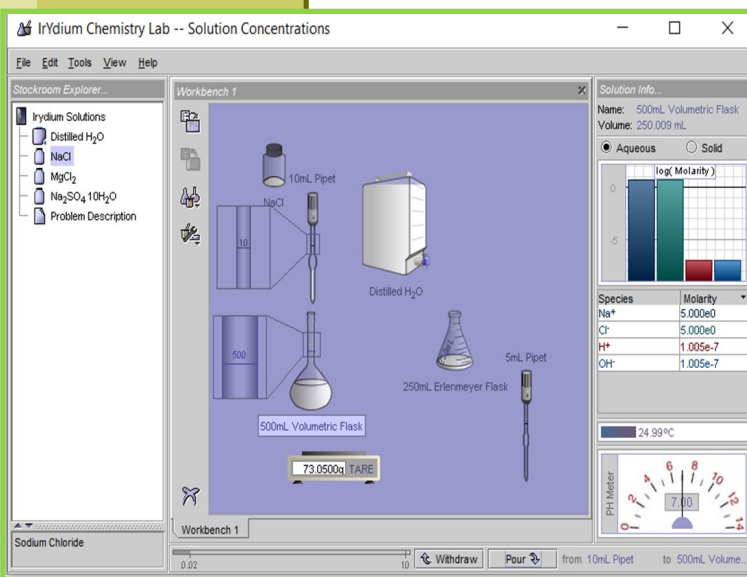 IrYdium Chemistry Lab -- Solution Concentrations
File Edit Tools View Help
Stockroom Explorer...
Irydium Solutions
Distilled H₂O
NaCl
MgCl₂
Na₂SO₄ 10H₂O
Problem Description
Sodium Chloride
Workbench 1
10mL Pipet
NaCl
10
Distilled H₂O
500
500mL Volumetric Flask
250mL Erlenmeyer Flask
5mL Pipet
73.0500g TARE
Workbench 1
0.02
10
Withdraw
Pour
from 10mL Pipet to 500mL Volume...
Solution Info...
Name: 500mL Volumetric Flask
Volume: 250.009 mL
Aqueous Solid
log( Molarity )
0
-5
Species Molarity
Na⁺ 5.000e0
Cl⁻ 5.000e0
H⁺ 1.005e-7
OH⁻ 1.005e-7
24.99ºC
PH Meter
0 2 4 6 8 10 12 14
7.00